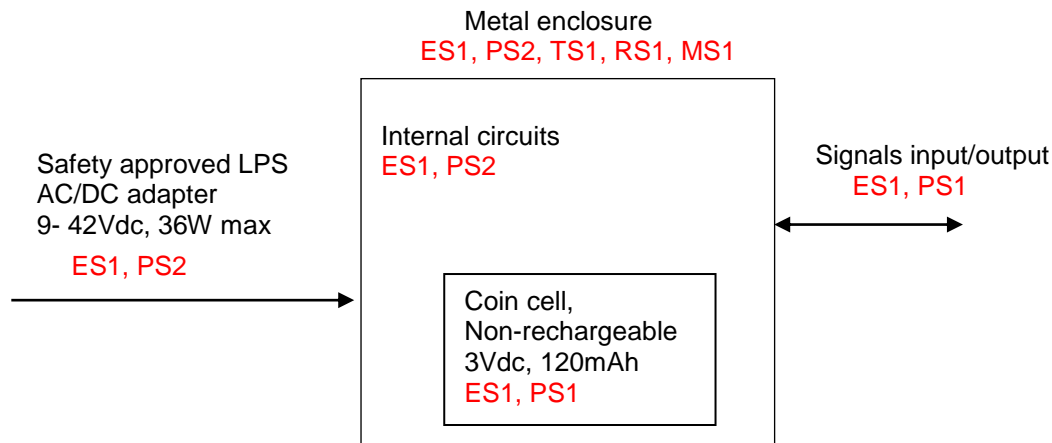 Metal enclosure
ES1, PS2, TS1, RS1, MS1
Internal circuits
ES1, PS2
Safety approved LPS
AC/DC adapter
9- 42Vdc, 36W max
ES1, PS2
Signals input/output
ES1, PS1
Coin cell,
Non-rechargeable
3Vdc, 120mAh
ES1, PS1